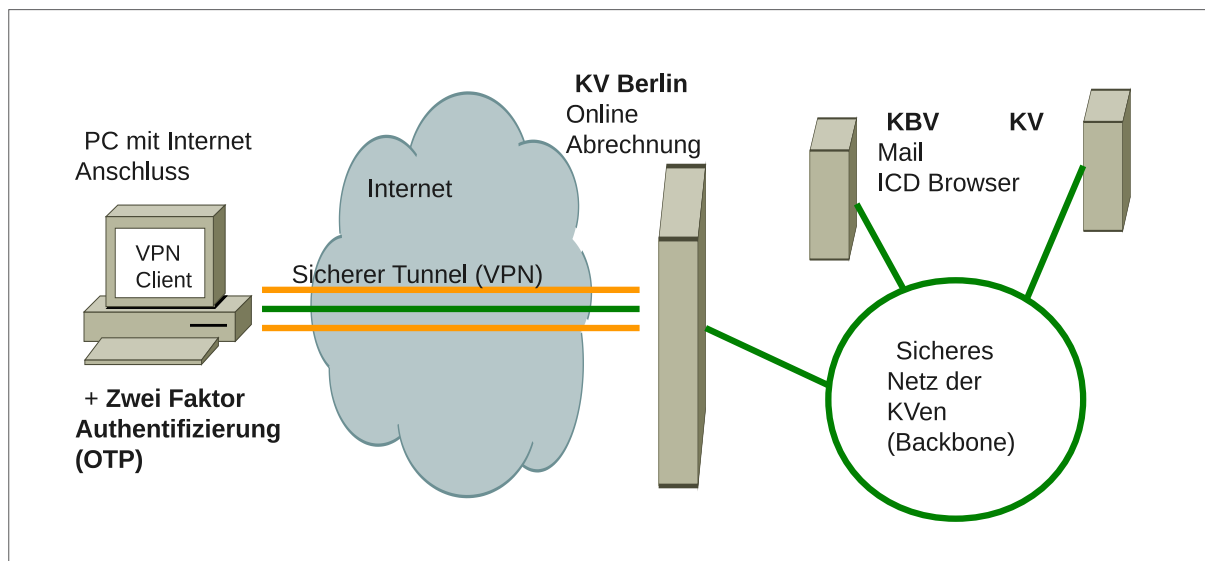 PC mit Internet
Anschluss
VPN
Client
+ Zwei Faktor
Authentifizierung
(OTP)
Internet
Sicherer Tunnel (VPN)
KV Berlin
Online
Abrechnung
KBV
Mail
ICD Browser
KV
Sicheres
Netz der
KVen
(Backbone)